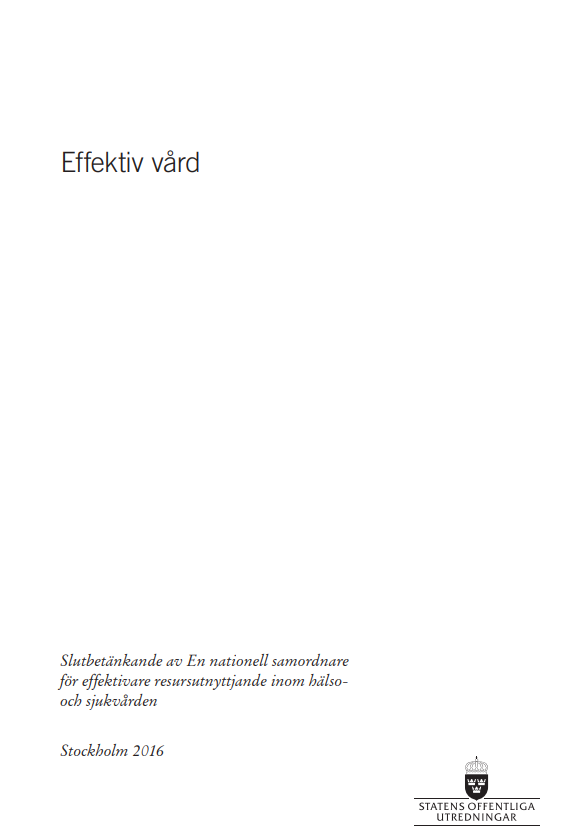 Effektiv vård
Slutbetänkande av En nationell samordnare
för effektivare resursutnyttjande inom hälso-
och sjukvården
Stockholm 2016
STATENS OFFENTLIGA
UTREDNINGAR